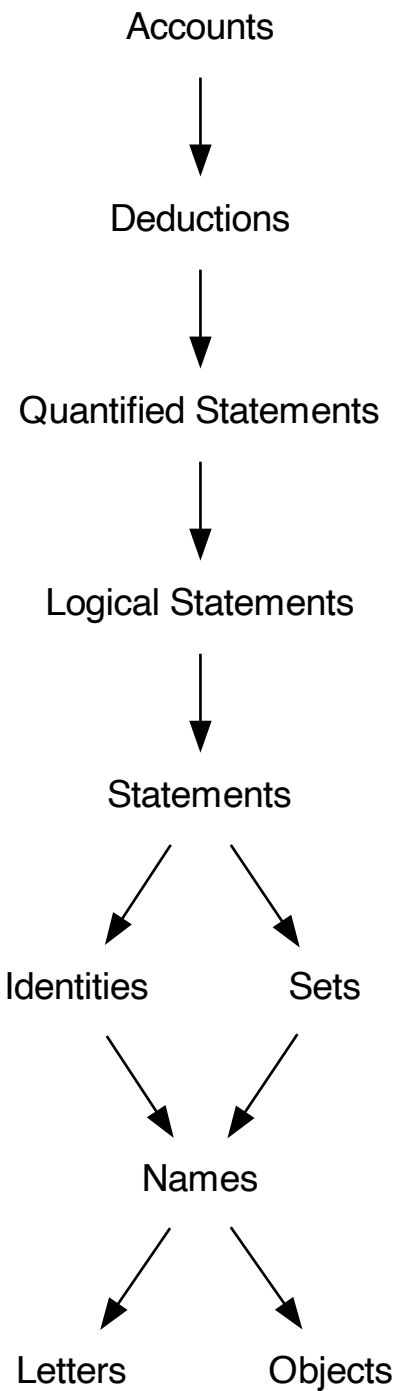 Accounts
Deductions
Quantified Statements
Logical Statements
Statements
Identities
Sets
Names
Letters
Objects